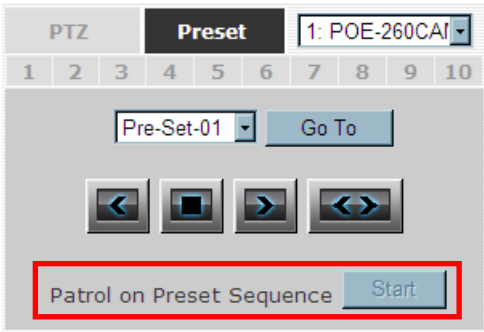 PTZ Preset 1: POE-260CAM
1 2 3 4 5 6 7 8 9 10
Pre-Set-01 Go To
Patrol on Preset Sequence Start